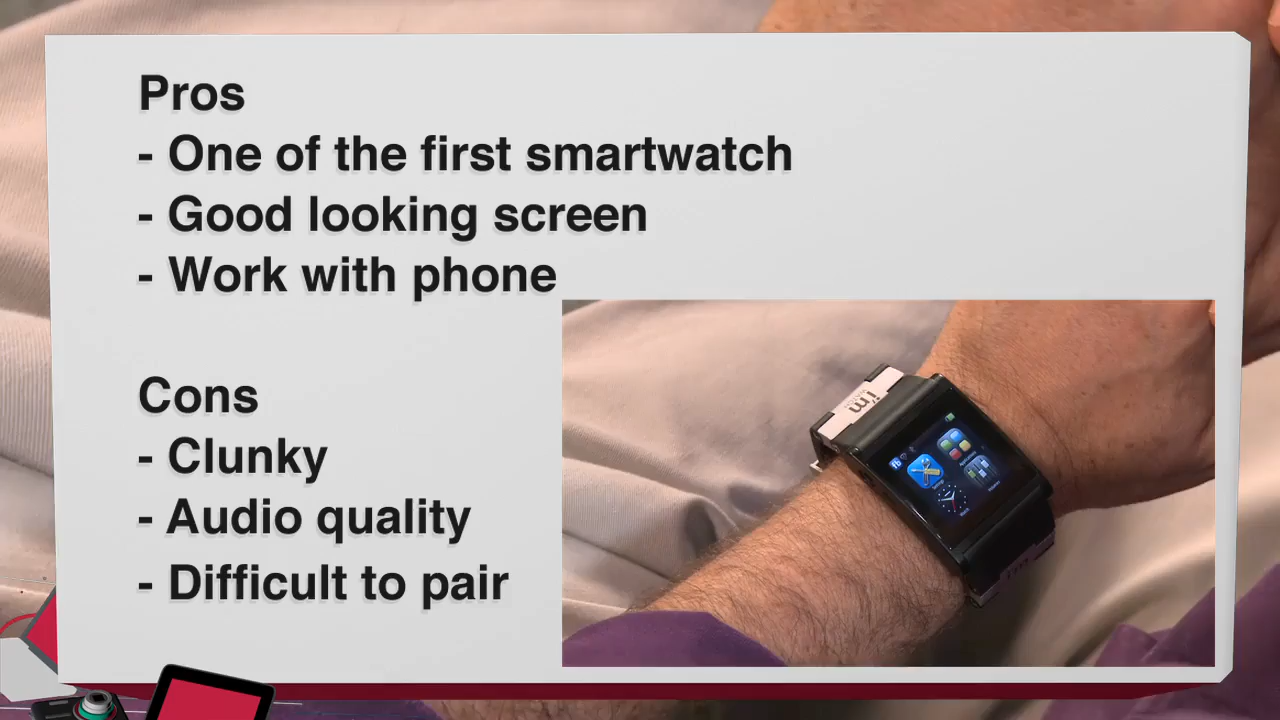 Pros
- One of the first smartwatch
- Good looking screen
- Work with phone
Cons
- Clunky
- Audio quality
- Difficult to pair
i'm